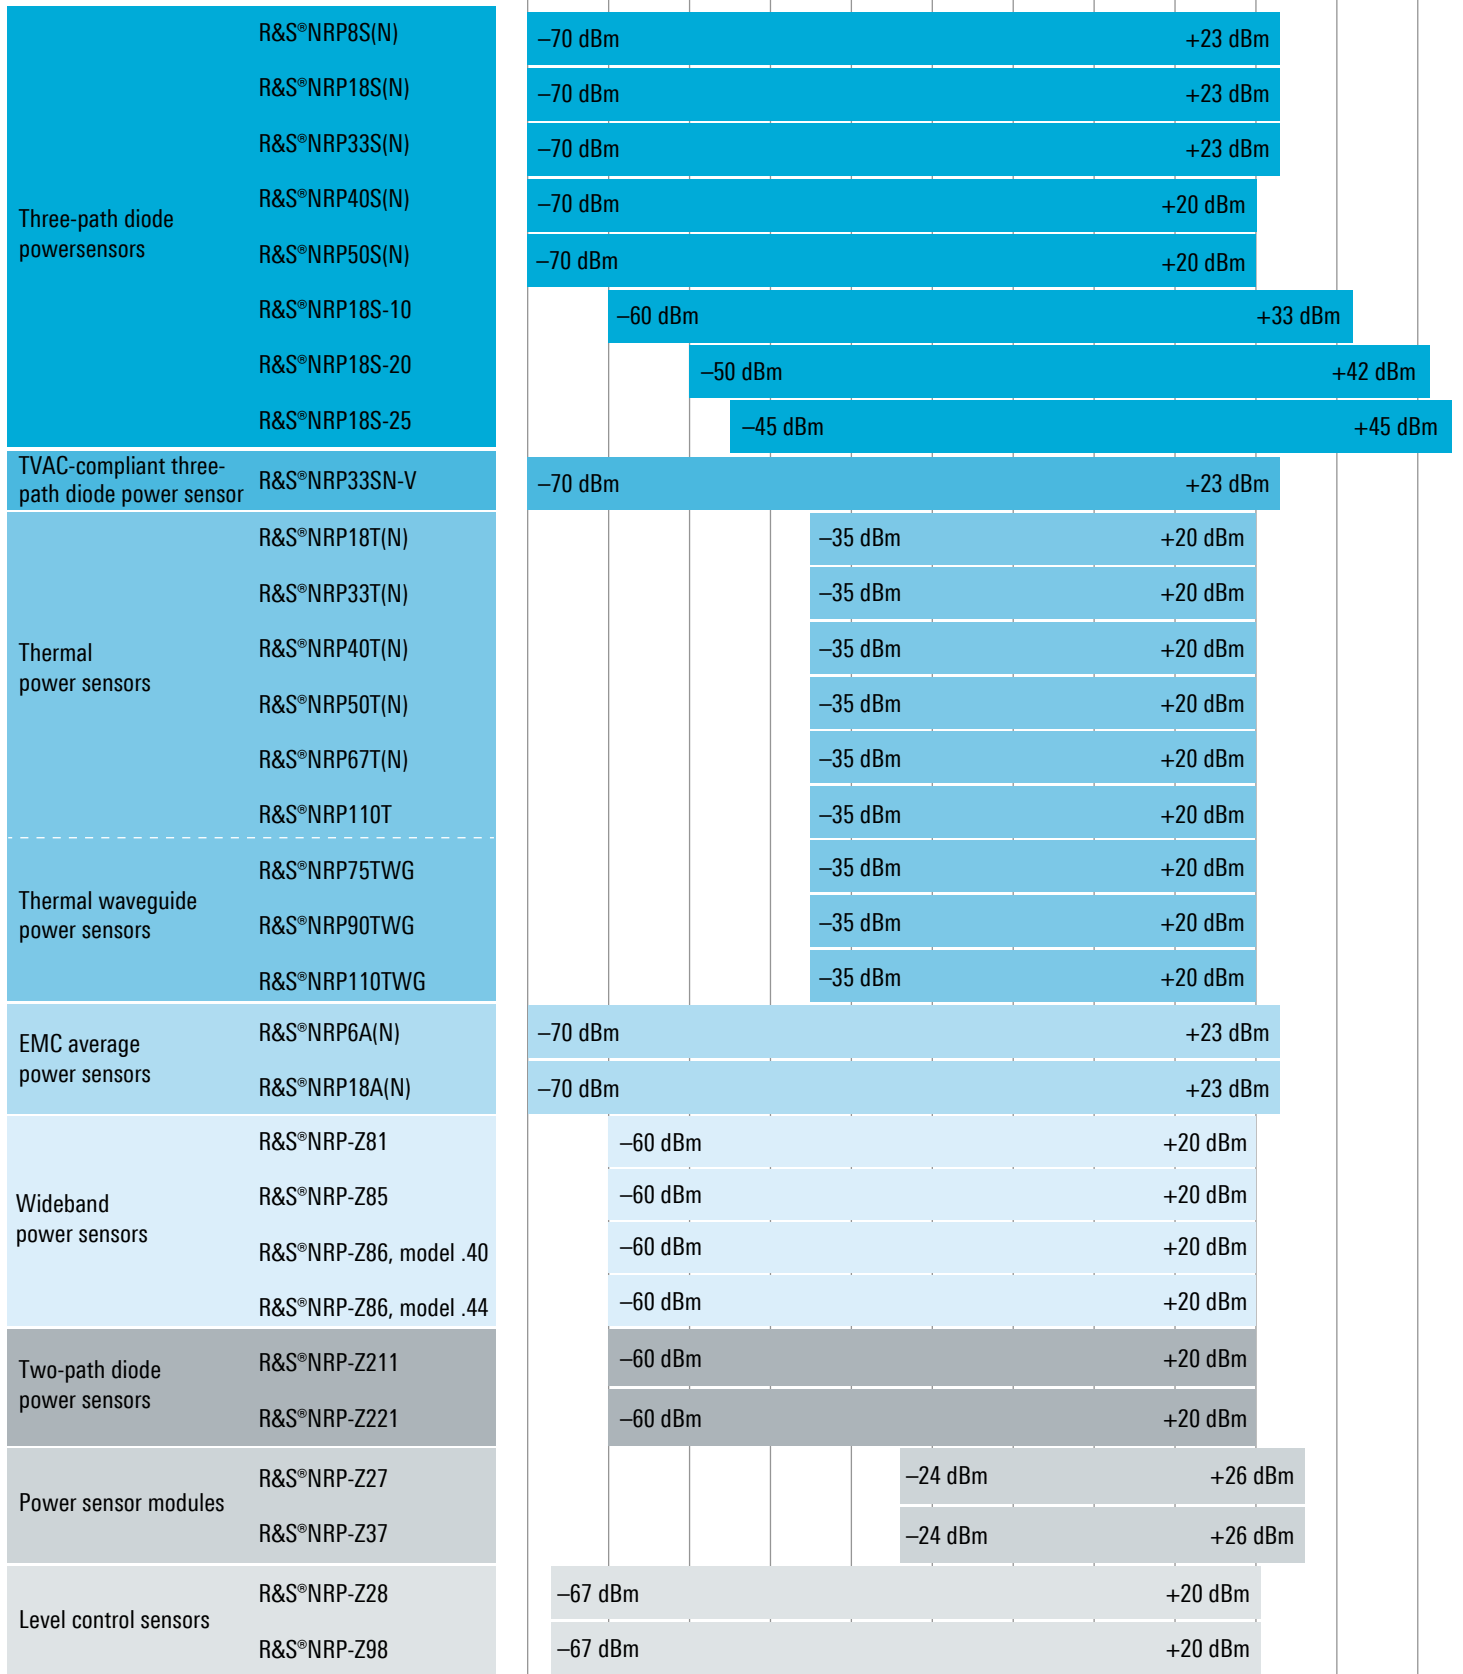 R&S®NRP8S(N) –70 dBm +23 dBm
R&S®NRP18S(N) –70 dBm +23 dBm
R&S®NRP33S(N) –70 dBm +23 dBm
R&S®NRP40S(N) –70 dBm +20 dBm
Three-path diode
powersensors
R&S®NRP50S(N) –70 dBm +20 dBm
R&S®NRP18S-10 –60 dBm +33 dBm
R&S®NRP18S-20 –50 dBm +42 dBm
R&S®NRP18S-25 –45 dBm +45 dBm
TVAC-compliant three-
path diode power sensor
R&S®NRP33SN-V –70 dBm +23 dBm
R&S®NRP18T(N) –35 dBm +20 dBm
R&S®NRP33T(N) –35 dBm +20 dBm
Thermal
power sensors
R&S®NRP40T(N) –35 dBm +20 dBm
R&S®NRP50T(N) –35 dBm +20 dBm
R&S®NRP67T(N) –35 dBm +20 dBm
R&S®NRP110T –35 dBm +20 dBm
R&S®NRP75TWG –35 dBm +20 dBm
Thermal waveguide
power sensors
R&S®NRP90TWG –35 dBm +20 dBm
R&S®NRP110TWG –35 dBm +20 dBm
EMC average
power sensors
R&S®NRP6A(N) –70 dBm +23 dBm
R&S®NRP18A(N) –70 dBm +23 dBm
R&S®NRP-Z81 –60 dBm +20 dBm
R&S®NRP-Z85 –60 dBm +20 dBm
Wideband
power sensors
R&S®NRP-Z86, model .40 –60 dBm +20 dBm
R&S®NRP-Z86, model .44 –60 dBm +20 dBm
Two-path diode
power sensors
R&S®NRP-Z211 –60 dBm +20 dBm
R&S®NRP-Z221 –60 dBm +20 dBm
Power sensor modules
R&S®NRP-Z27 –24 dBm +26 dBm
R&S®NRP-Z37 –24 dBm +26 dBm
Level control sensors
R&S®NRP-Z28 –67 dBm +20 dBm
R&S®NRP-Z98 –67 dBm +20 dBm